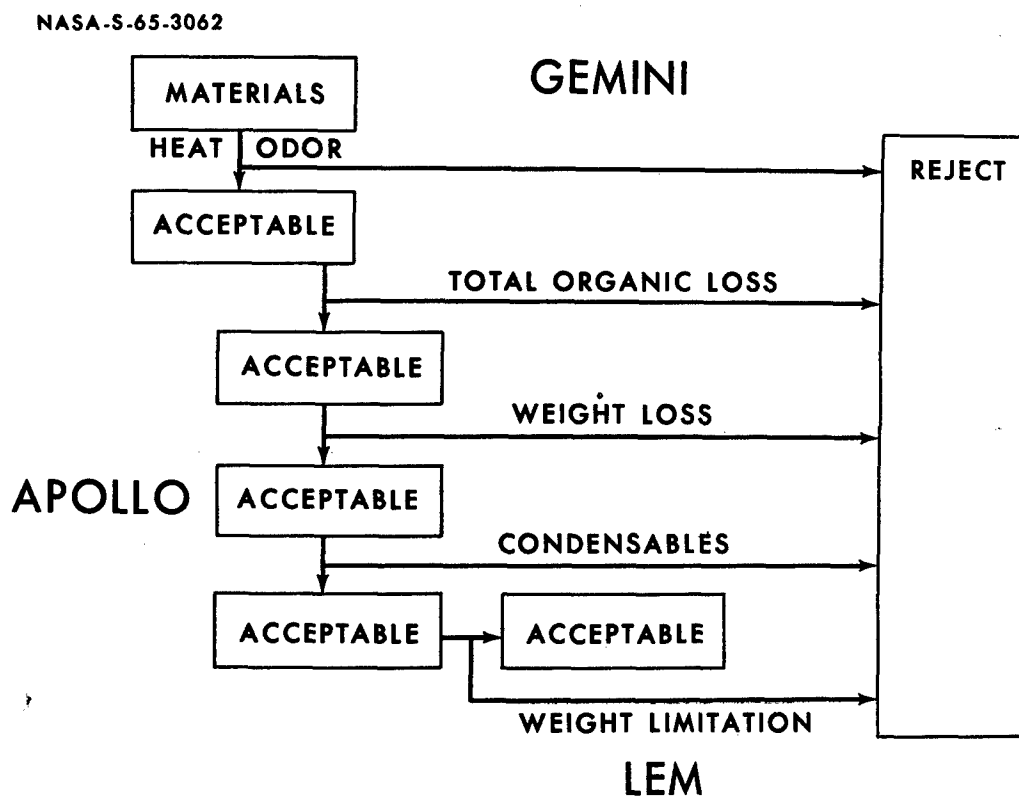 NASA-S-65-3062
GEMINI
MATERIALS
HEAT ODOR
REJECT
ACCEPTABLE
TOTAL ORGANIC LOSS
ACCEPTABLE
WEIGHT LOSS
APOLLO
ACCEPTABLE
CONDENSABLES
ACCEPTABLE
ACCEPTABLE
WEIGHT LIMITATION
LEM